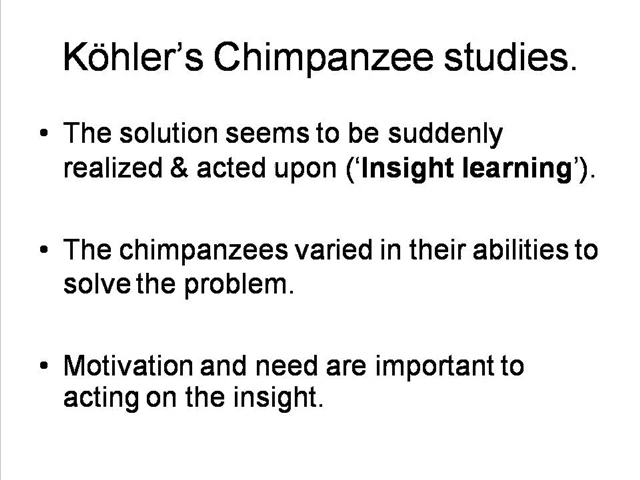 Köhler's Chimpanzee studies.
• The solution seems to be suddenly
realized & acted upon ('Insight learning').
• The chimpanzees varied in their abilities to
solve the problem.
• Motivation and need are important to
acting on the insight.